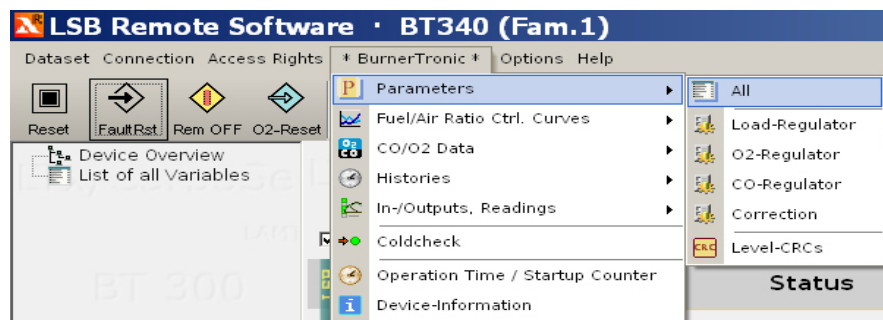 LSB Remote Software · BT340 (Fam.1)
Dataset Connection Access Rights * BurnerTronic * Options Help
Reset FaultRst Rem OFF O2-Reset
Device Overview
List of all Variables
P Parameters
Fuel/Air Ratio Ctrl. Curves
CO/O2 Data
Histories
In-/Outputs, Readings
Coldcheck
Operation Time / Startup Counter
Device-Information
All
Load-Regulator
O2-Regulator
CO-Regulator
Correction
CRC Level-CRCs
Status
BT 300